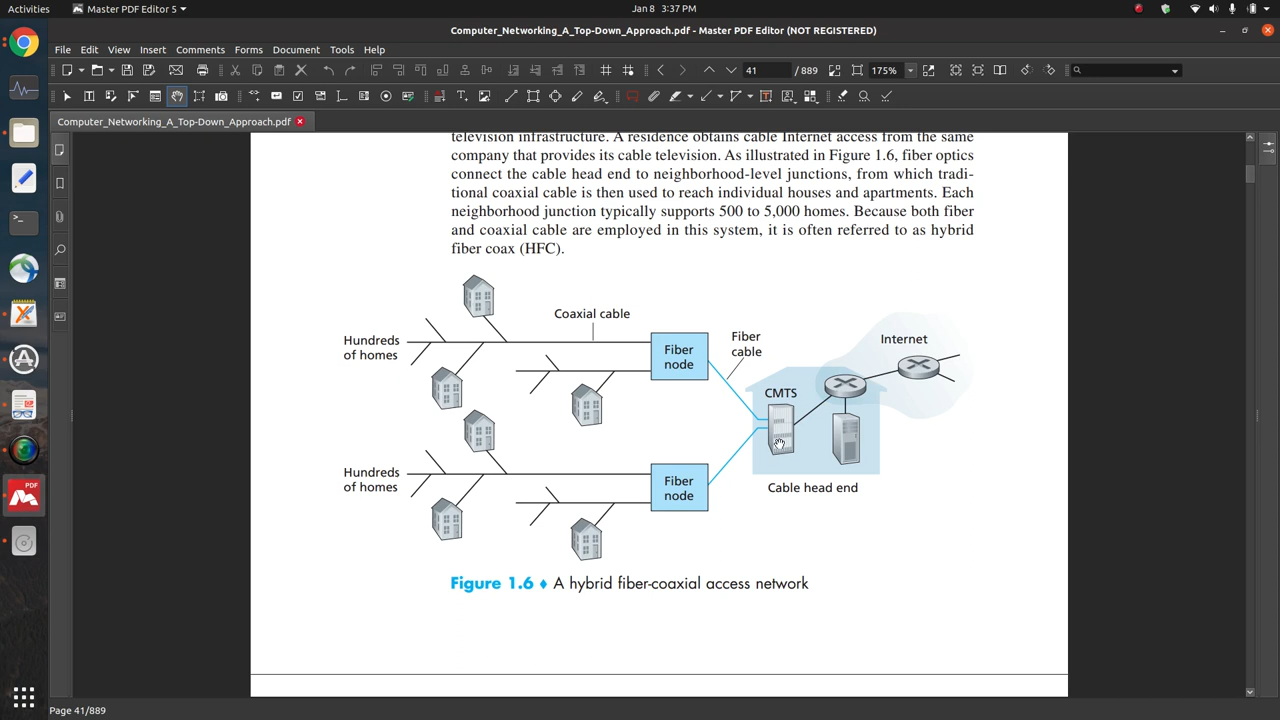 Activities
Master PDF Editor 5
Jan 8 3:37 PM
Computer_Networking_A_Top-Down_Approach.pdf - Master PDF Editor (NOT REGISTERED)
File Edit View Insert Comments Forms Document Tools Help
41 / 889 175%
Computer_Networking_A_Top-Down_Approach.pdf
television infrastructure. A residence obtains cable Internet access from the same
company that provides its cable television. As illustrated in Figure 1.6, fiber optics
connect the cable head end to neighborhood-level junctions, from which tradi-
tional coaxial cable is then used to reach individual houses and apartments. Each
neighborhood junction typically supports 500 to 5,000 homes. Because both fiber
and coaxial cable are employed in this system, it is often referred to as hybrid
fiber coax (HFC).
Coaxial cable
Hundreds
of homes
Fiber
node
Fiber
cable
Internet
CMTS
Hundreds
of homes
Fiber
node
Cable head end
Figure 1.6 ♦ A hybrid fiber-coaxial access network
PDF
Page 41/889